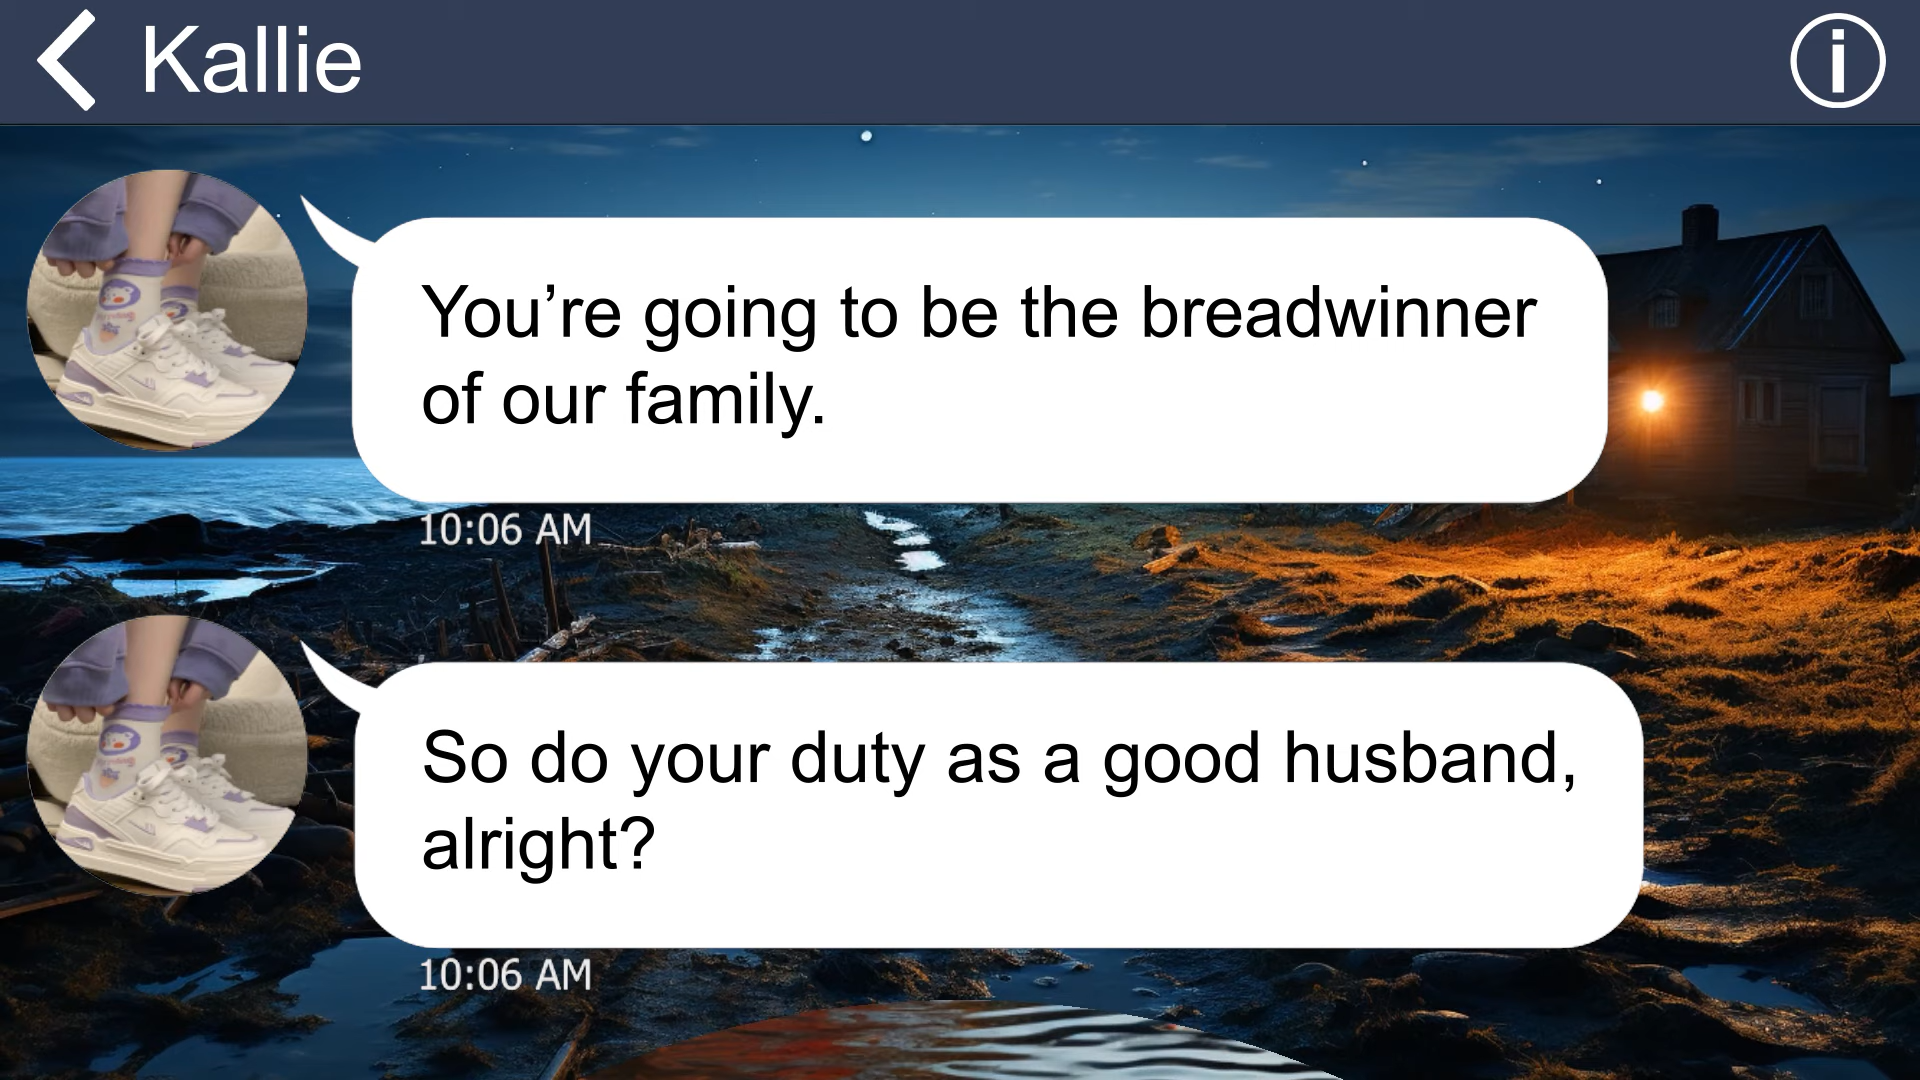 Kallie
You’re going to be the breadwinner
of our family.
10:06 AM
So do your duty as a good husband,
alright?
10:06 AM